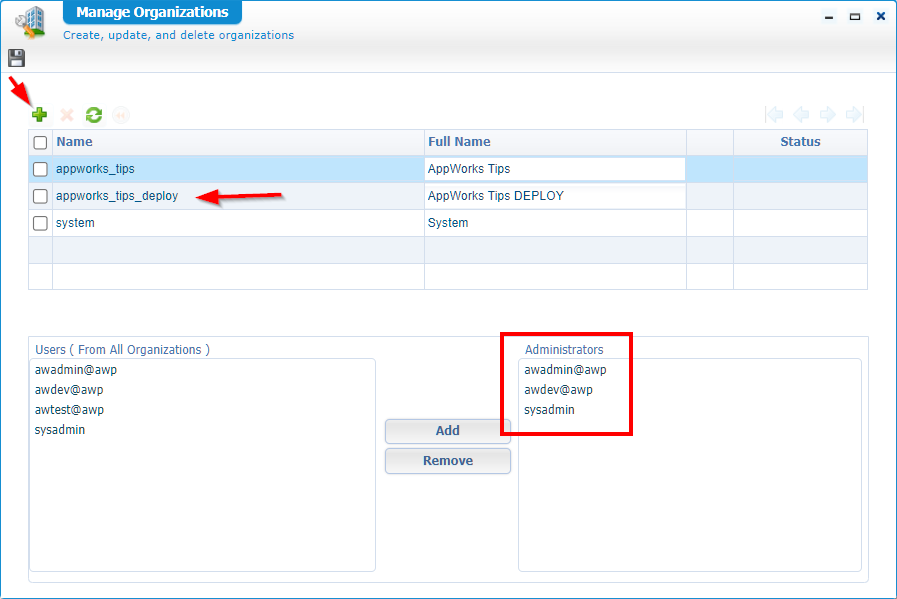 Manage Organizations
Create, update, and delete organizations
Name Full Name Status
appworks_tips AppWorks Tips
appworks_tips_deploy AppWorks Tips DEPLOY
system System
Users ( From All Organizations )
awadmin@awp
awdev@awp
awtest@awp
sysadmin
Add
Remove
Administrators
awadmin@awp
awdev@awp
sysadmin